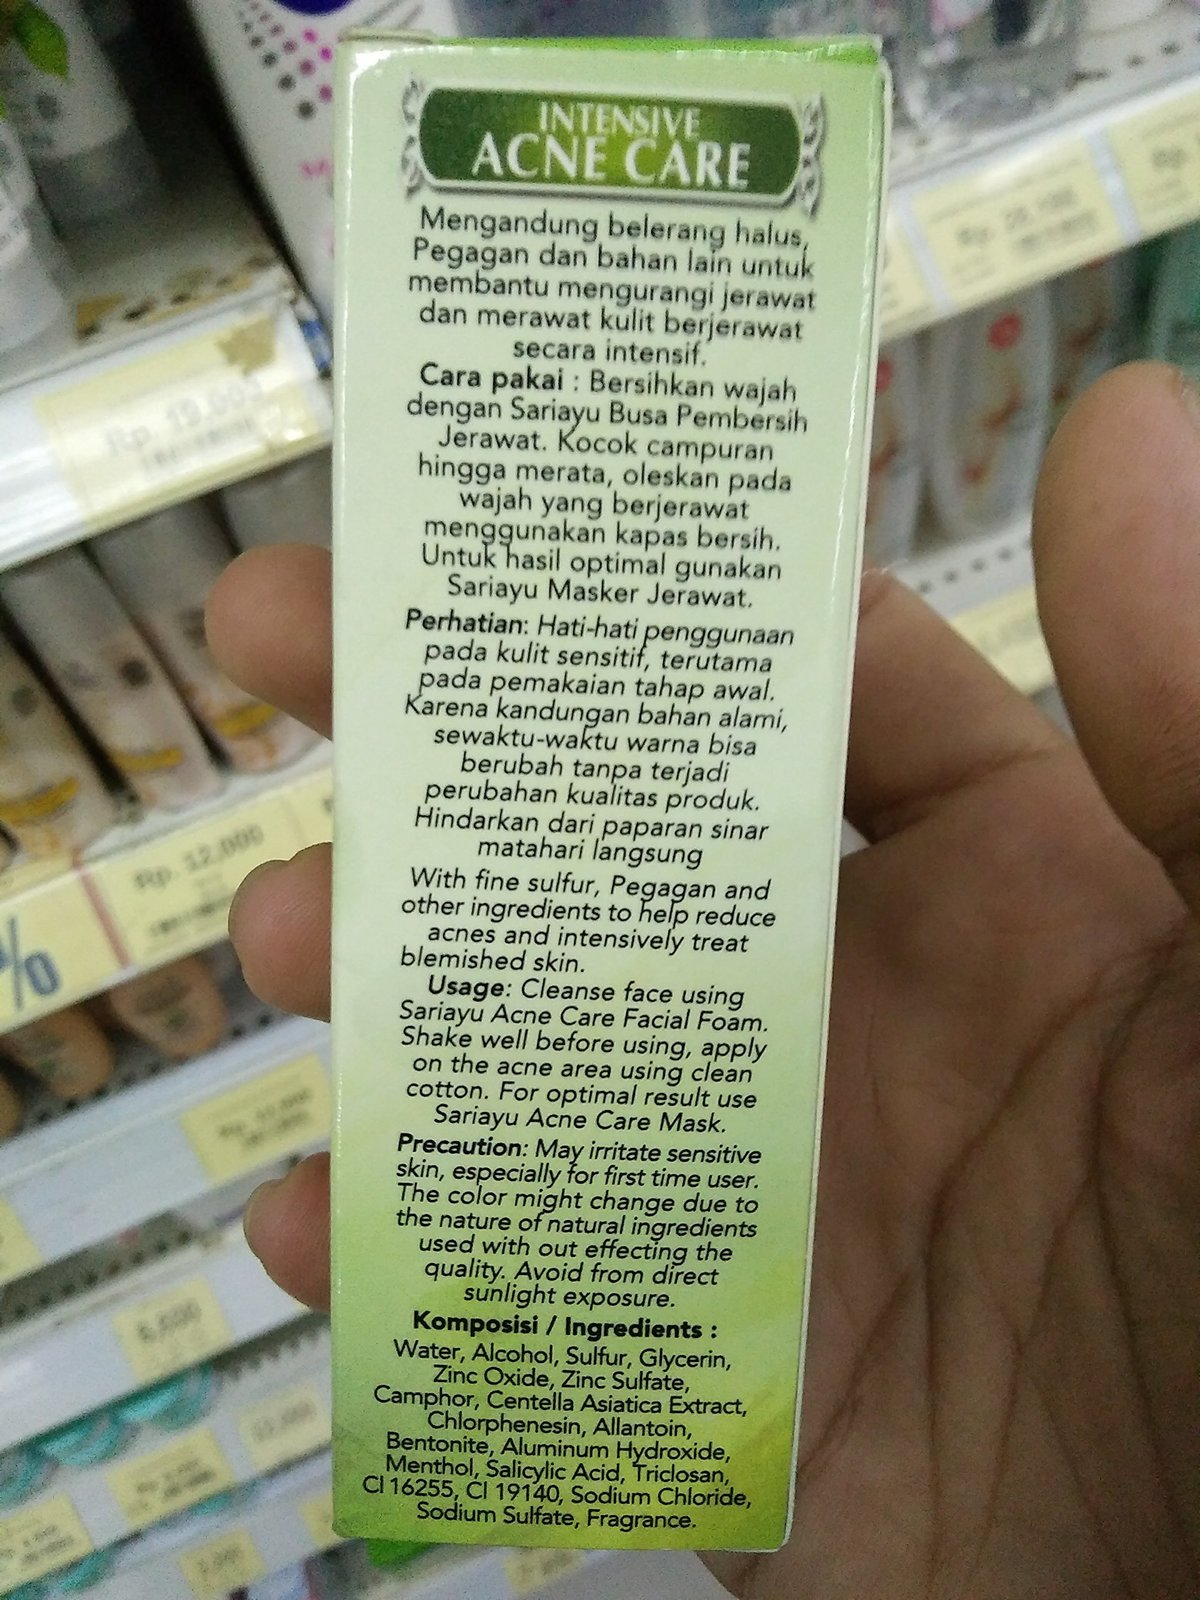 INTENSIVE
ACNE CARE
Mengandung belerang halus,
Pegagan dan bahan lain untuk
membantu mengurangi jerawat
dan merawat kulit berjerawat
secara intensif.
Cara pakai : Bersihkan wajah
dengan Sariayu Busa Pembersih
Jerawat. Kocok campuran
hingga merata, oleskan pada
wajah yang berjerawat
menggunakan kapas bersih.
Untuk hasil optimal gunakan
Sariayu Masker Jerawat.
Perhatian: Hati-hati penggunaan
pada kulit sensitif, terutama
pada pemakaian tahap awal.
Karena kandungan bahan alami,
sewaktu-waktu warna bisa
berubah tanpa terjadi
perubahan kualitas produk.
Hindarkan dari paparan sinar
matahari langsung
With fine sulfur, Pegagan and
other ingredients to help reduce
acnes and intensively treat
blemished skin.
Usage: Cleanse face using
Sariayu Acne Care Facial Foam.
Shake well before using, apply
on the acne area using clean
cotton. For optimal result use
Sariayu Acne Care Mask.
Precaution: May irritate sensitive
skin, especially for first time user.
The color might change due to
the nature of natural ingredients
used with out effecting the
quality. Avoid from direct
sunlight exposure.
Komposisi / Ingredients :
Water, Alcohol, Sulfur, Glycerin,
Zinc Oxide, Zinc Sulfate,
Camphor, Centella Asiatica Extract,
Chlorphenesin, Allantoin,
Bentonite, Aluminum Hydroxide,
Menthol, Salicylic Acid, Triclosan,
CI 16255, CI 19140, Sodium Chloride,
Sodium Sulfate, Fragrance.
Rp. 12,000
%